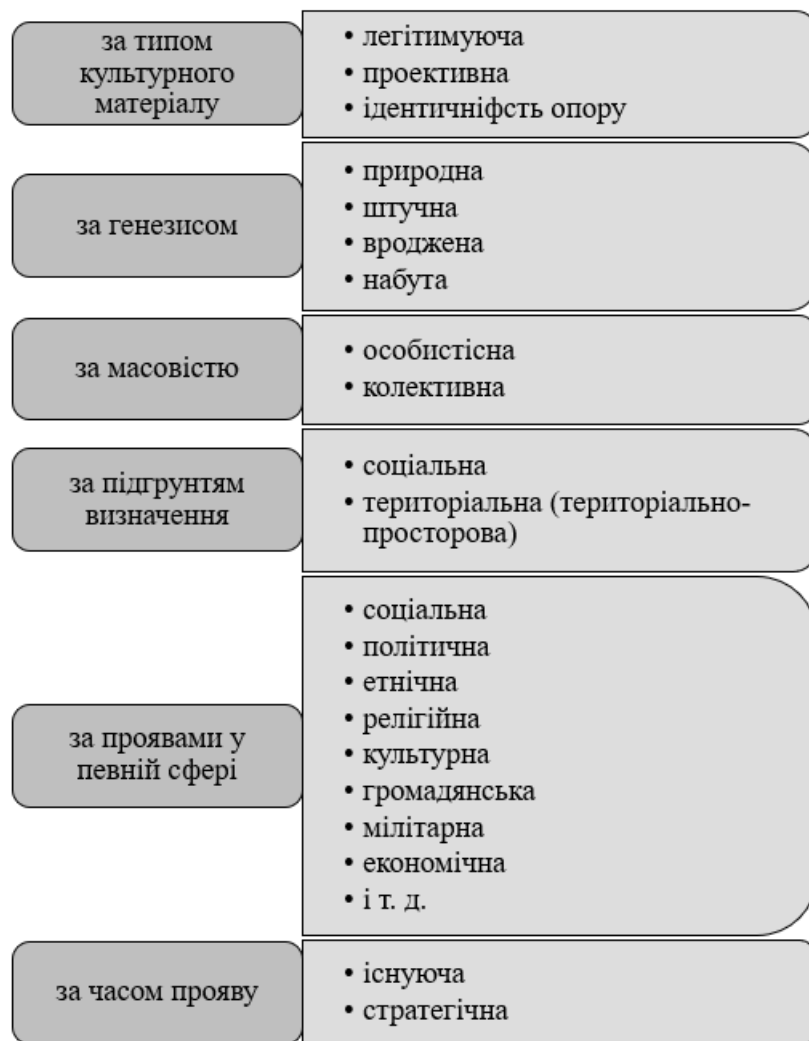 за типом
культурного
матеріалу
• легітимуюча
• проективна
• ідентичніфсть опору
за генезисом
• природна
• штучна
• вроджена
• набута
за масовістю
• особистісна
• колективна
за підгрунтям
визначення
• соціальна
• територіальна (територіально-
просторова)
за проявами у
певній сфері
• соціальна
• політична
• етнічна
• релігійна
• культурна
• громадянська
• мілітарна
• економічна
• і т. д.
за часом прояву
• існуюча
• стратегічна